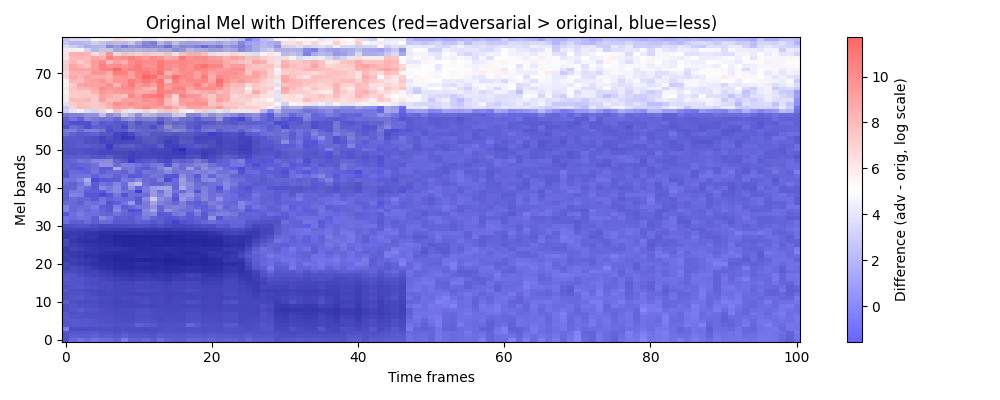 Original Mel with Differences (red=adversarial > original, blue=less)
Mel bands
70
60
50
40
30
20
10
0
0 20 40 60 80 100
Time frames
10
8
6
4
2
0
Difference (adv - orig, log scale)